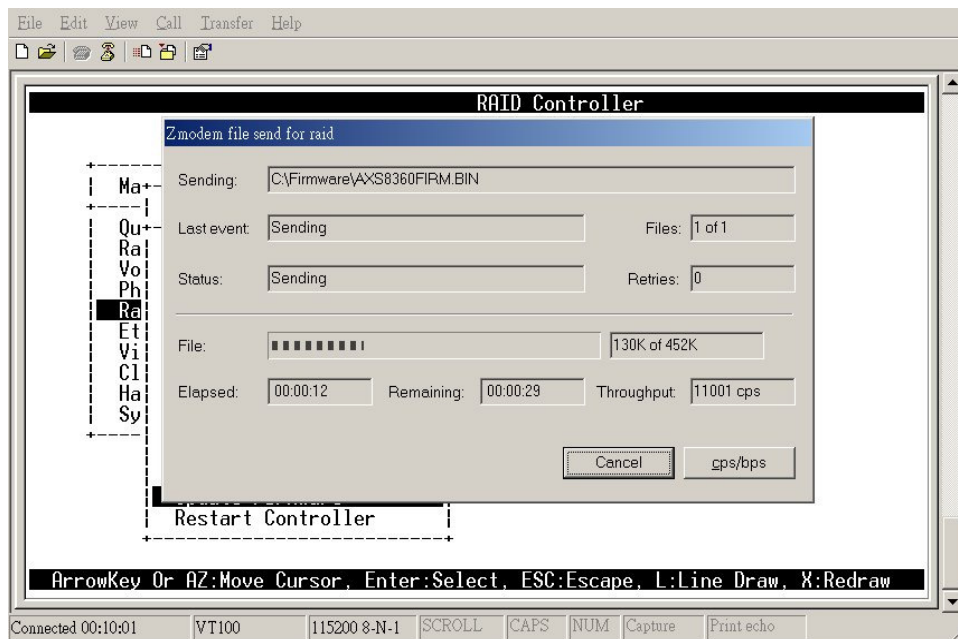 File Edit View Call Transfer Help
RAID Controller
Zmodem file send for raid
Sending: C:\Firmware\AXS8360FIRM.BIN
Last event: Sending Files: 1 of 1
Status: Sending Retries: 0
File: 130K of 452K
Elapsed: 00:00:12 Remaining: 00:00:29 Throughput: 11001 cps
Cancel cps/bps
Ma
Qu
Ra
Vo
Ph
Ra
Et
Vi
Cl
Ha
Sy
Restart Controller
ArrowKey Or AZ:Move Cursor, Enter:Select, ESC:Escape, L:Line Draw, X:Redraw
Connected 00:10:01 VT100 115200 8-N-1 SCROLL CAPS NUM Capture Print echo